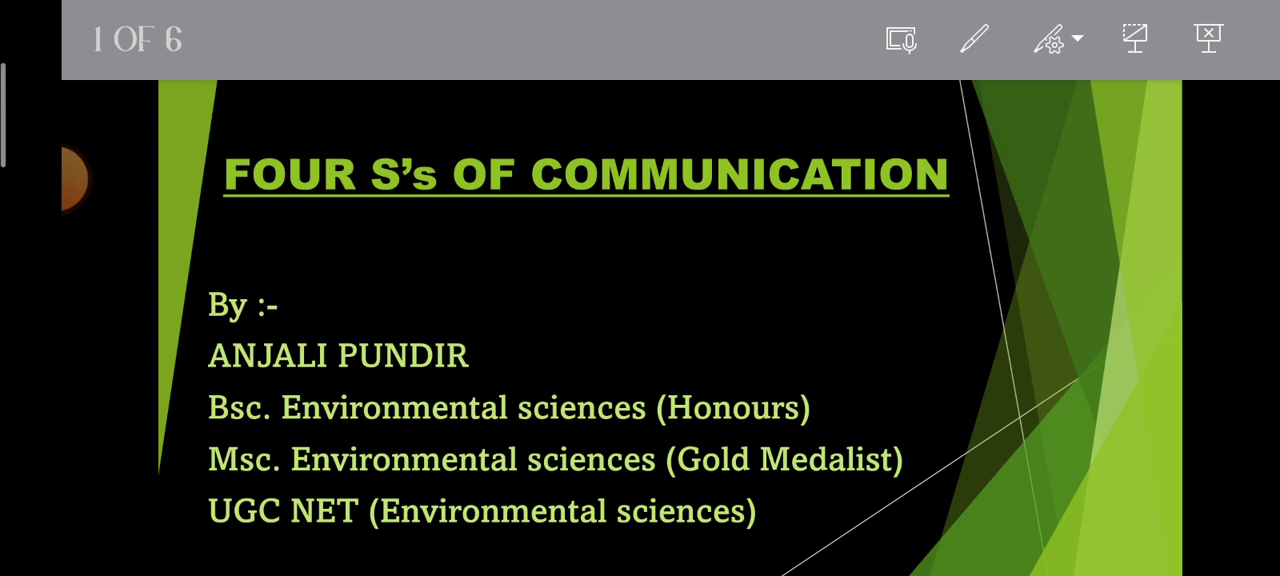 1 OF 6
FOUR S’s OF COMMUNICATION
By :-
ANJALI PUNDIR
Bsc. Environmental sciences (Honours)
Msc. Environmental sciences (Gold Medalist)
UGC NET (Environmental sciences)